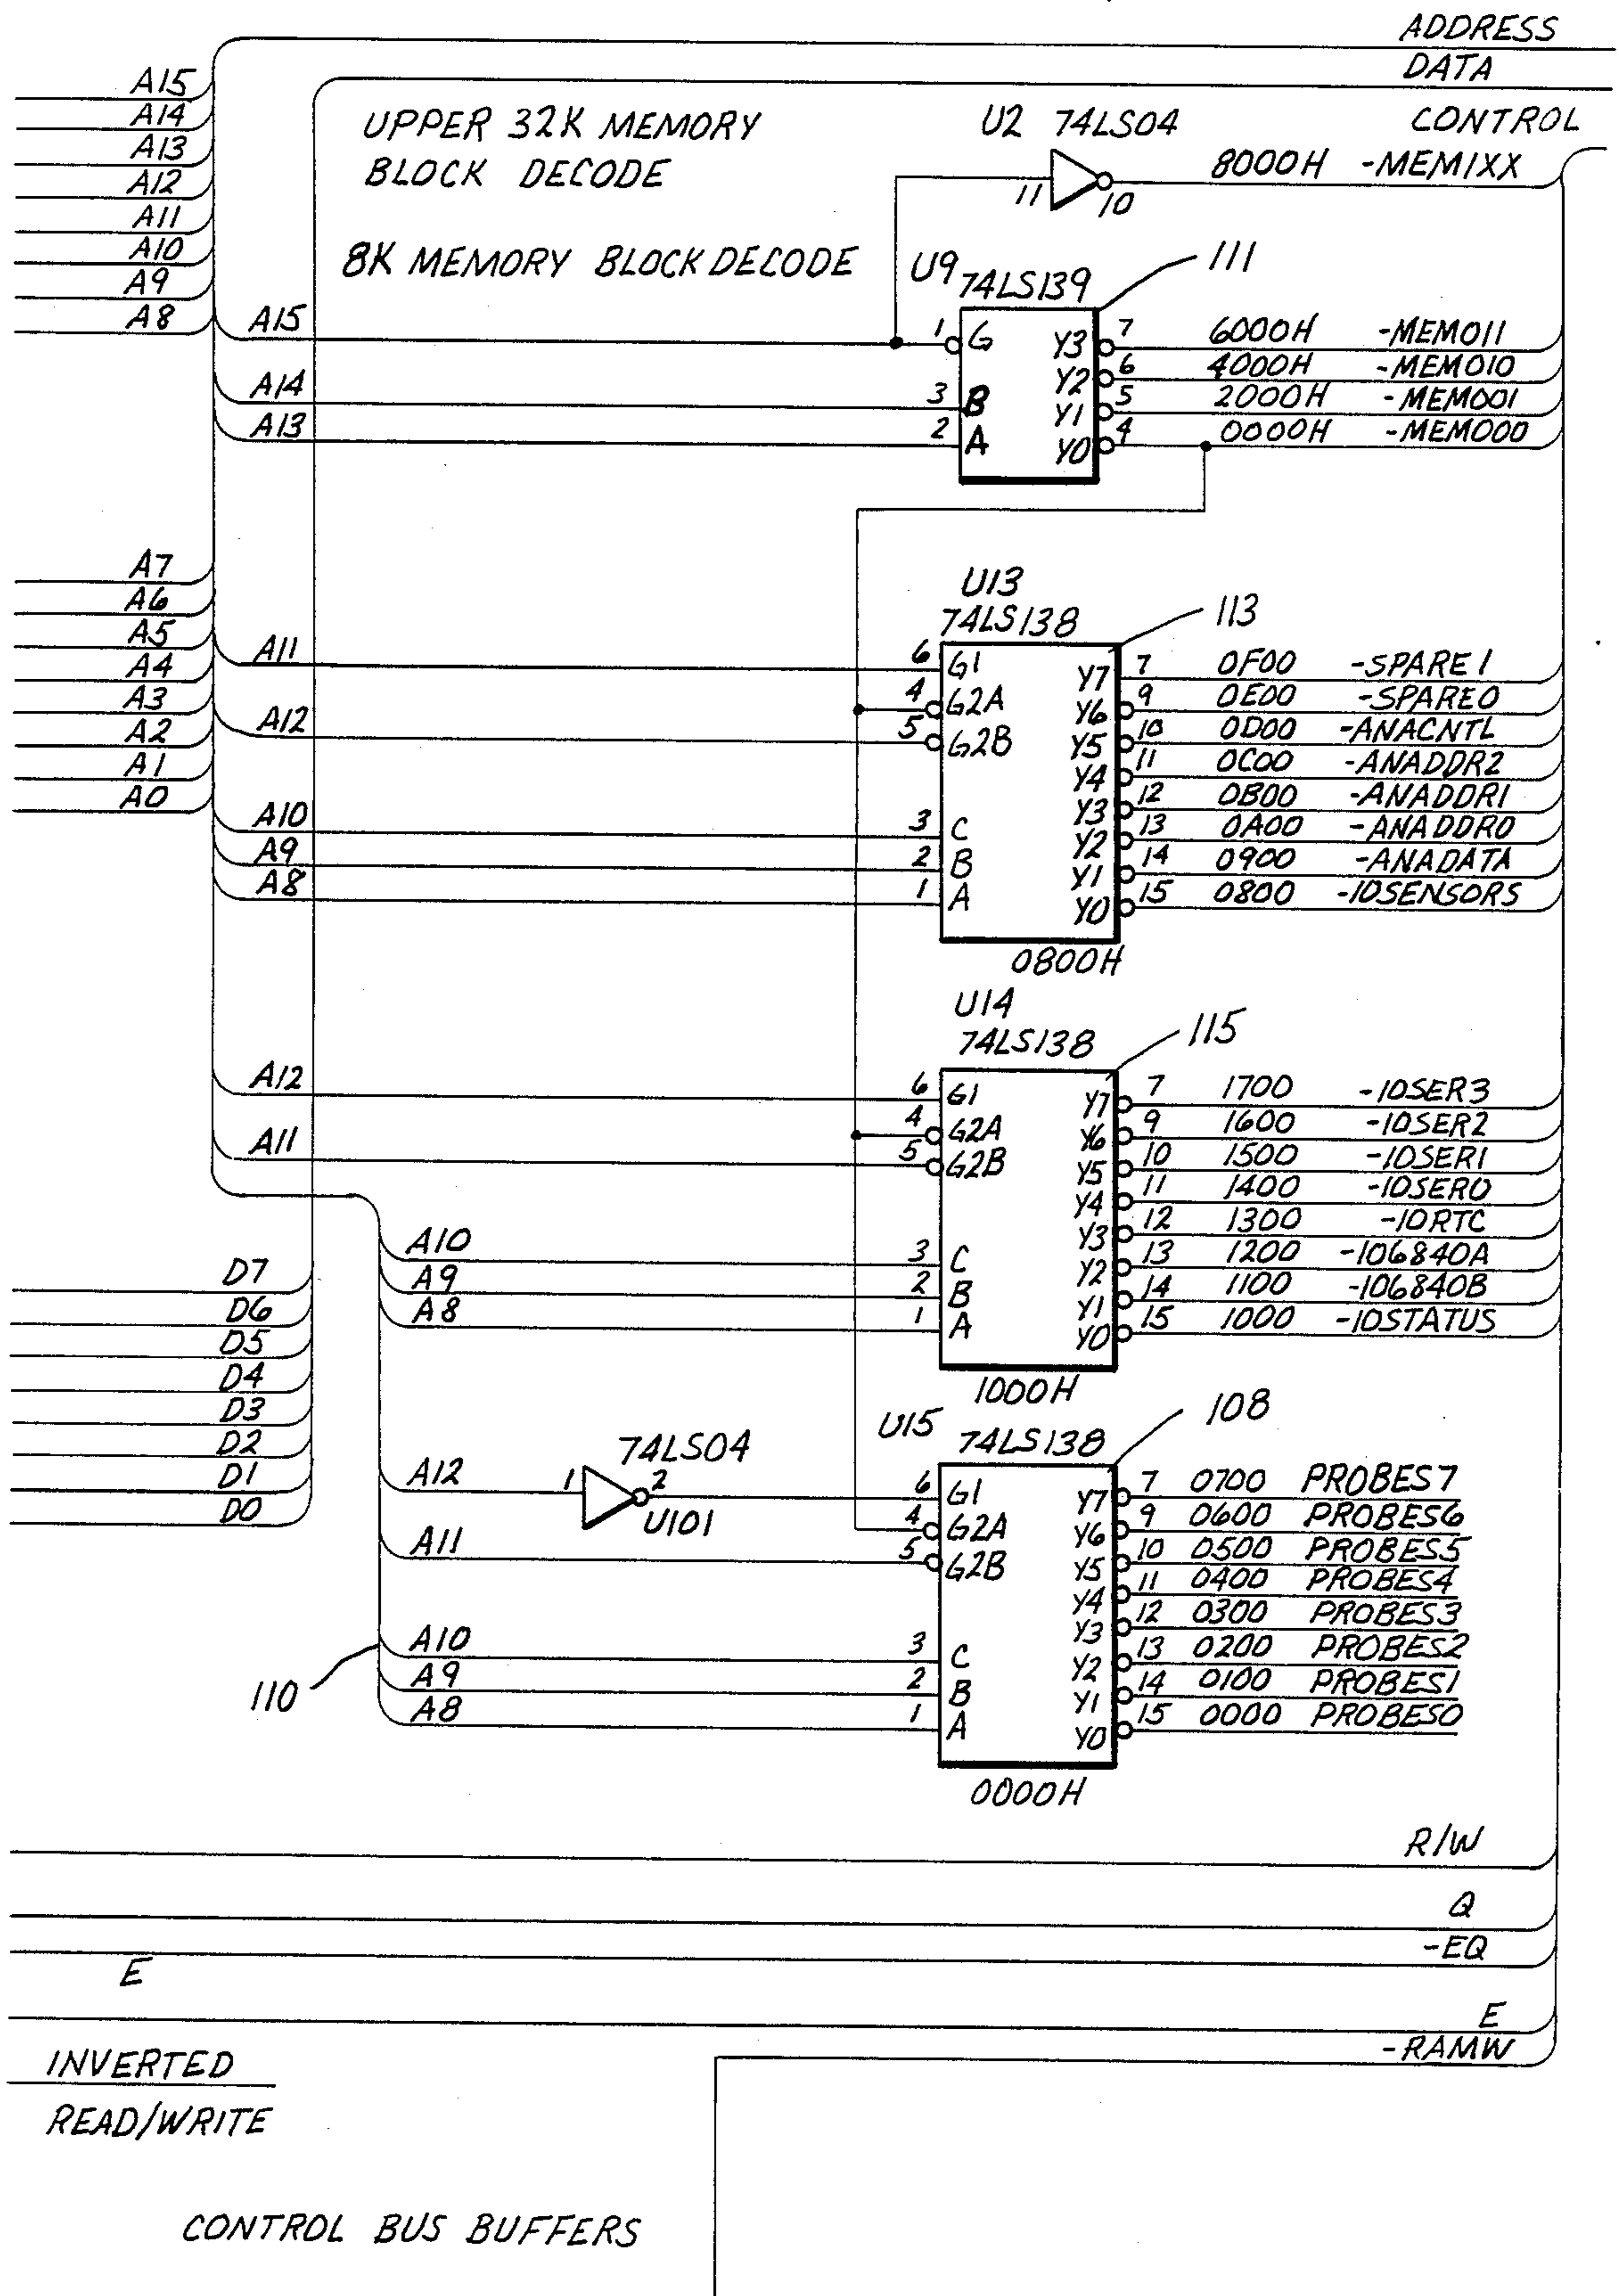 ADDRESS
DATA
CONTROL
A15
A14
A13
A12
A11
A10
A9
A8
UPPER 32K MEMORY
BLOCK DECODE
U2 74LS04
11 10 8000H -MEM1XX
8K MEMORY BLOCK DECODE
U9 74LS139 111
A15 1 G Y3 7 6000H -MEM011
Y2 6 4000H -MEM010
A14 3 B Y1 5 2000H -MEM001
A13 2 A Y0 4 0000H -MEM000
A7
A6
A5
A4
A3
A2
A1
A0
U13
74LS138 113
A11 6 G1 Y7 7 0F00 -SPARE1
4 G2A Y6 9 0E00 -SPARE0
A12 5 G2B Y5 10 0D00 -ANACNTL
Y4 11 0C00 -ANADDR2
Y3 12 0B00 -ANADDR1
A10 3 C Y2 13 0A00 -ANADDR0
A9 2 B Y1 14 0900 -ANADATA
A8 1 A Y0 15 0800 -IOSENSORS
0800H
U14
74LS138 115
A12 6 G1 Y7 7 1700 -IOSER3
4 G2A Y6 9 1600 -IOSER2
A11 5 G2B Y5 10 1500 -IOSER1
Y4 11 1400 -IOSER0
Y3 12 1300 -IORTC
A10 3 C Y2 13 1200 -IO6840A
A9 2 B Y1 14 1100 -IO6840B
A8 1 A Y0 15 1000 -IOSTATUS
1000H
D7
D6
D5
D4
D3
D2
D1
D0
U15 74LS138 108
74LS04
A12 1 2 U101 6 G1 Y7 7 0700 PROBES7
4 G2A Y6 9 0600 PROBES6
A11 5 G2B Y5 10 0500 PROBES5
Y4 11 0400 PROBES4
Y3 12 0300 PROBES3
A10 3 C Y2 13 0200 PROBES2
A9 2 B Y1 14 0100 PROBES1
A8 1 A Y0 15 0000 PROBES0
110
0000H
R/W
Q
-EQ
E
E
-RAMW
INVERTED
READ/WRITE
CONTROL BUS BUFFERS